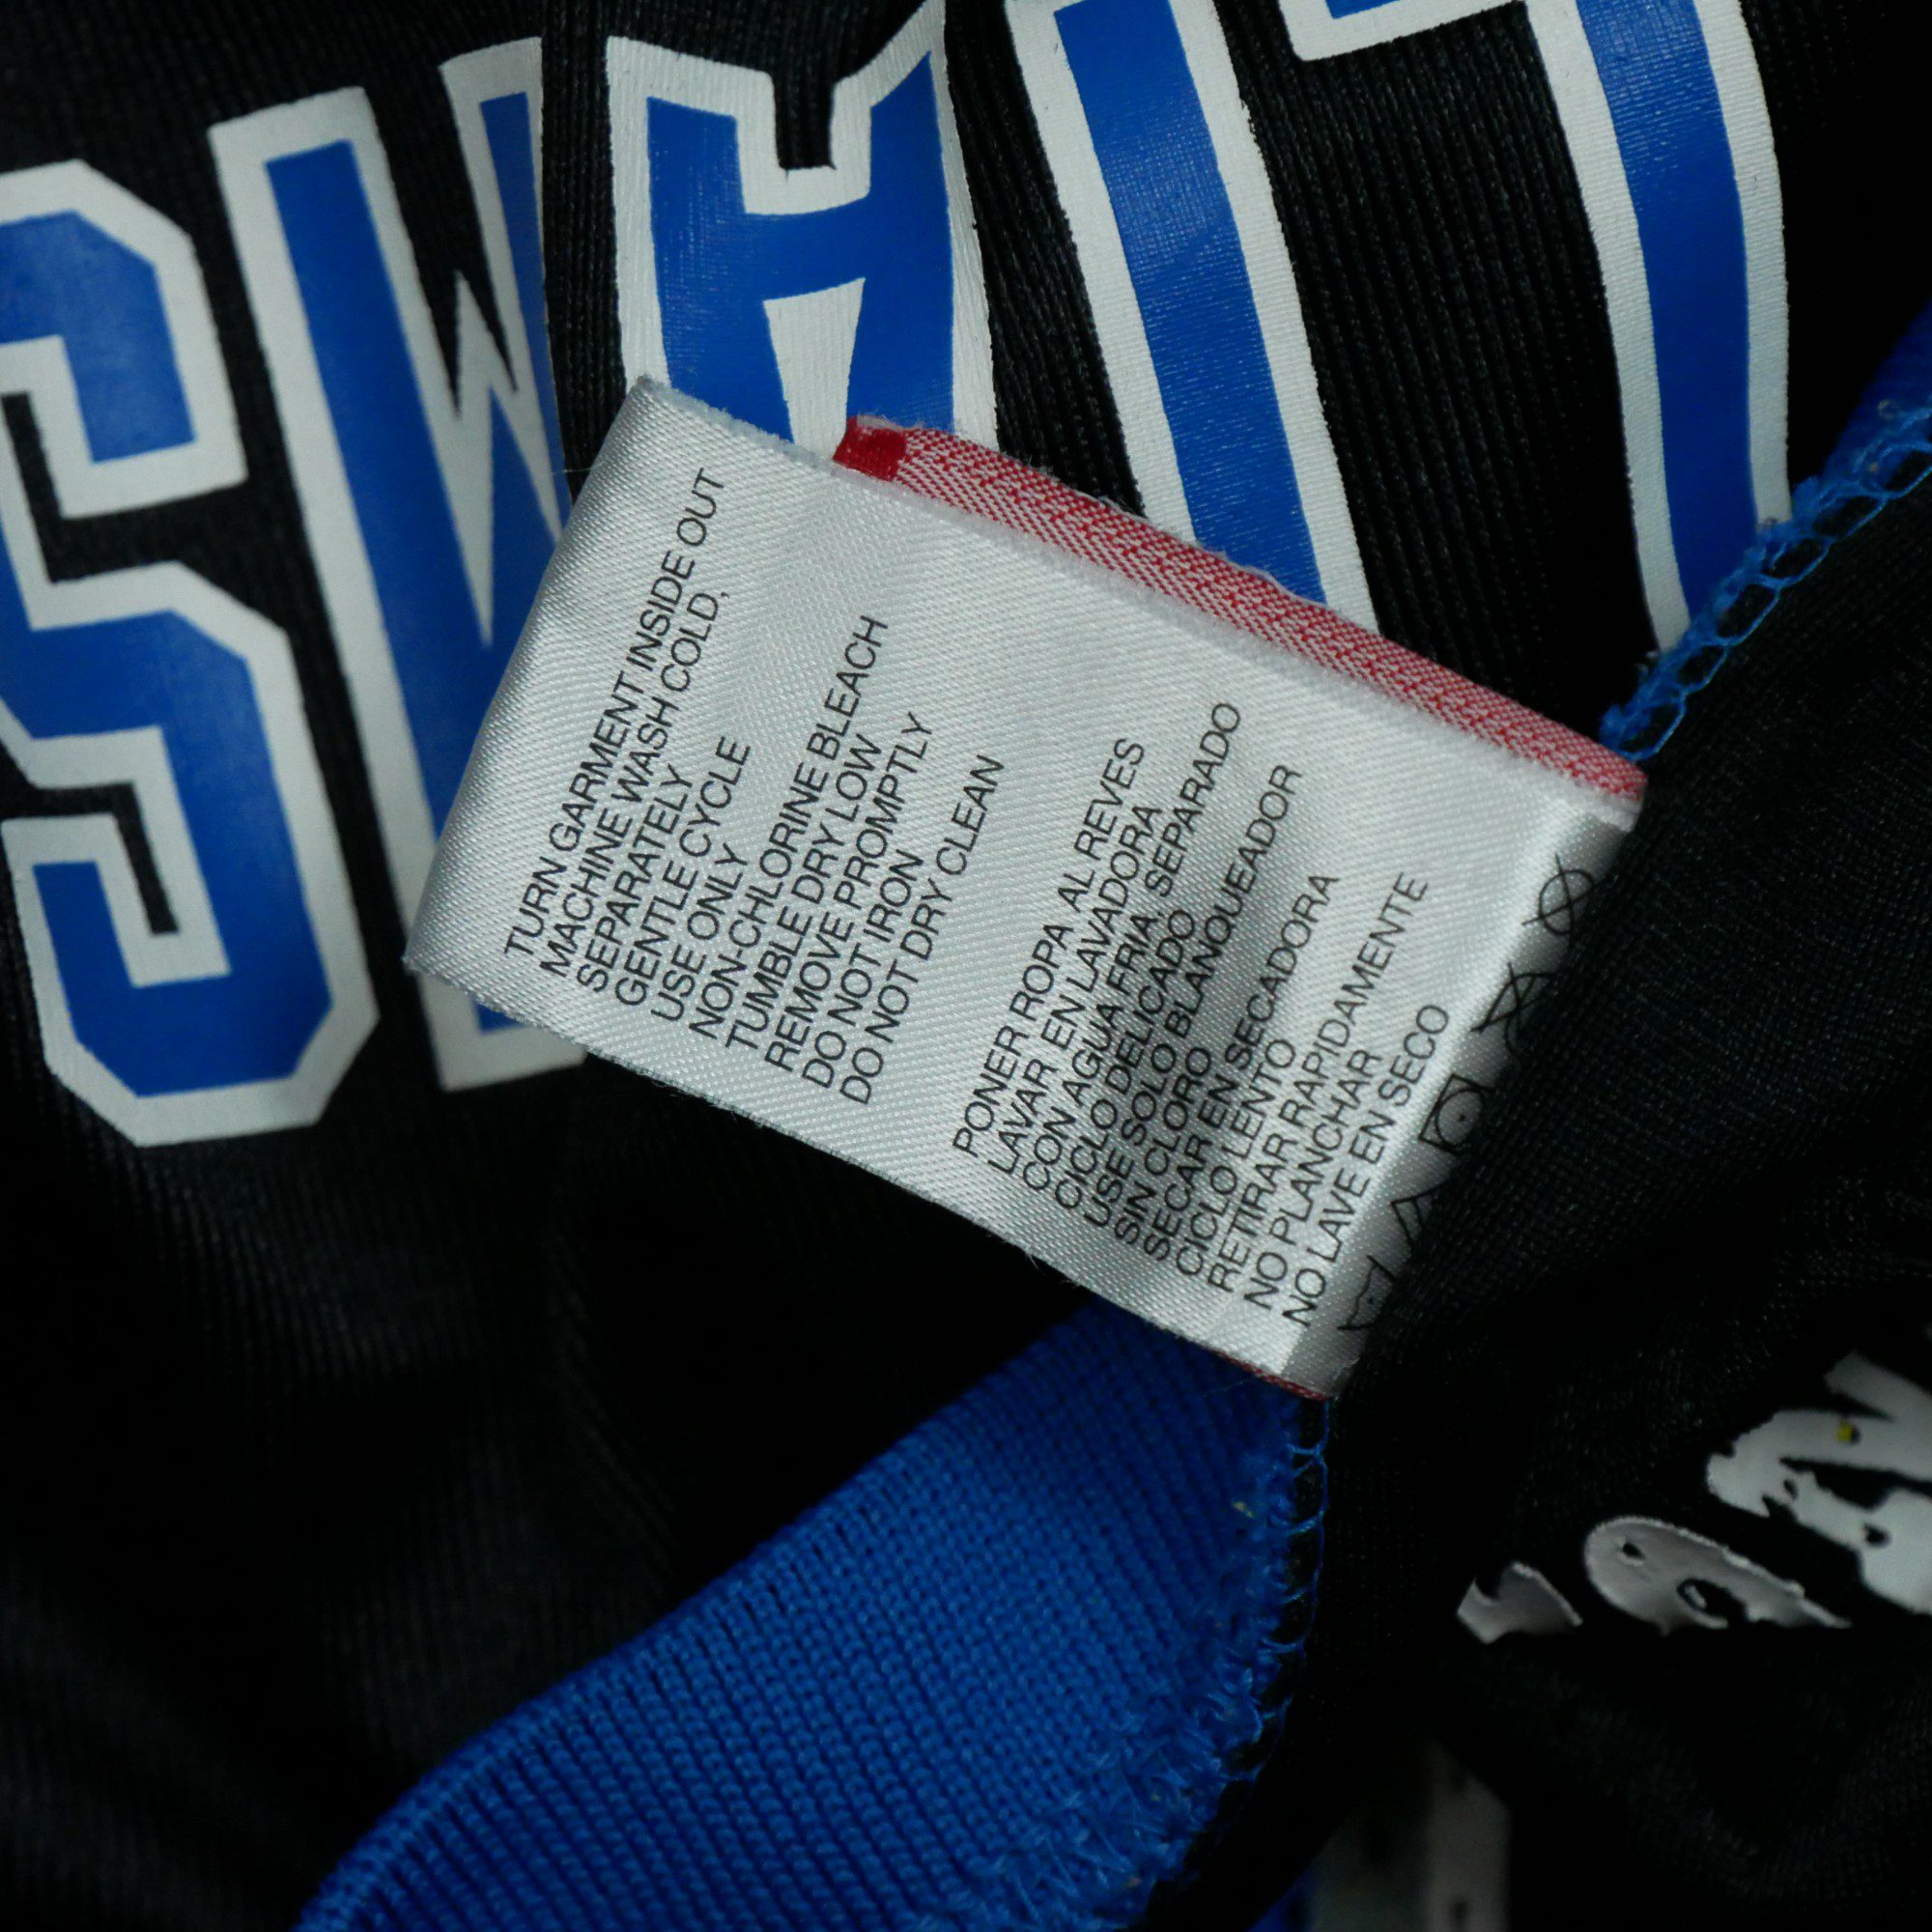 TURN GARMENT INSIDE OUT
MACHINE WASH COLD,
SEPARATELY
GENTLE CYCLE
USE ONLY
NON-CHLORINE BLEACH
TUMBLE DRY LOW
REMOVE PROMPTLY
DO NOT IRON
DO NOT DRY CLEAN
PONER ROPA AL REVES
LAVAR EN LAVADORA
CON AGUA FRIA, SEPARADO
CICLO DELICADO
USE SOLO BLANQUEADOR
SIN CLORO
SECAR EN SECADORA
CICLO LENTO
RETIRAR RAPIDAMENTE
NO PLANCHAR
NO LAVE EN SECO